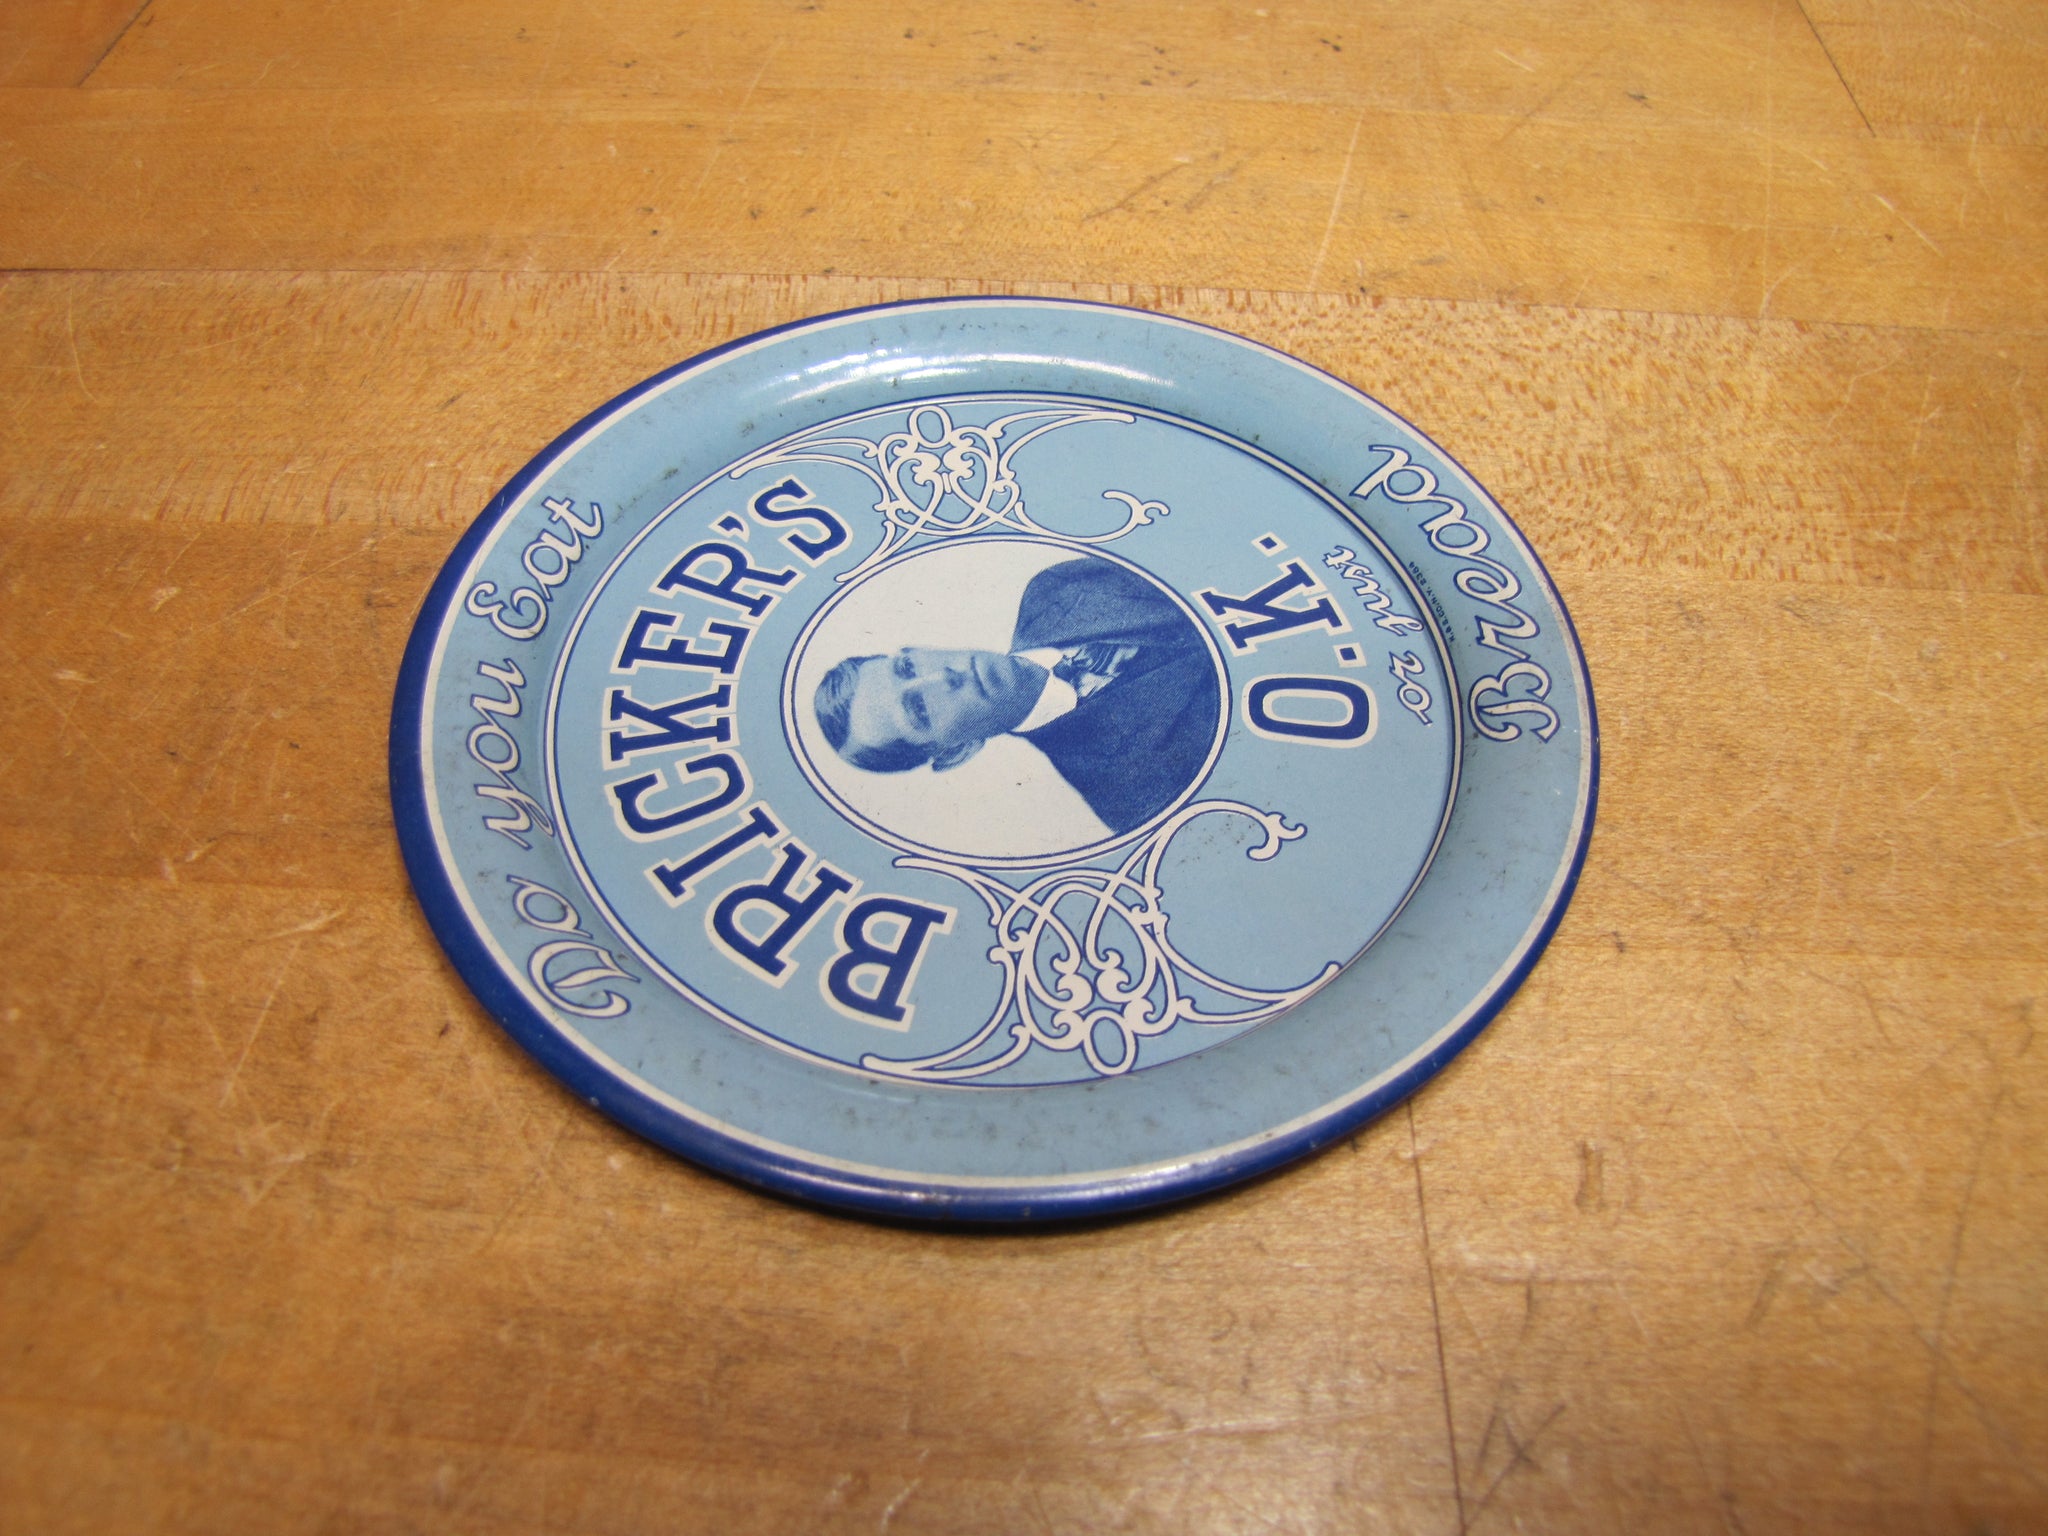 Do you Eat
BRICKER'S
O.K.
or Just
Bread